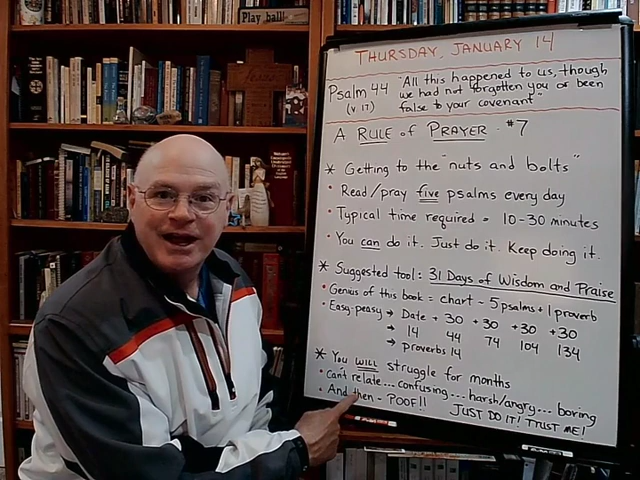 Play ball!
THURSDAY, JANUARY 14
Psalm 44 "All this happened to us, though
(v 17) we had not forgotten you or been
false to your covenant"
A RULE of PRAYER - #7
* Getting to the "nuts and bolts"
• Read/pray five psalms every day
• Typical time required = 10-30 minutes
• You can do it. Just do it. Keep doing it.
* Suggested tool: 31 Days of Wisdom and Praise
• Genius of this book = chart ~ 5 psalms + 1 proverb
• Easy-peasy → Date + 30 + 30 + 30 + 30
→ 14 44 74 104 134
→ proverbs 14
* You WILL struggle for months
• can't relate... confusing... harsh/angry... boring
• And then - POOF!! JUST DO IT! TRUST ME!